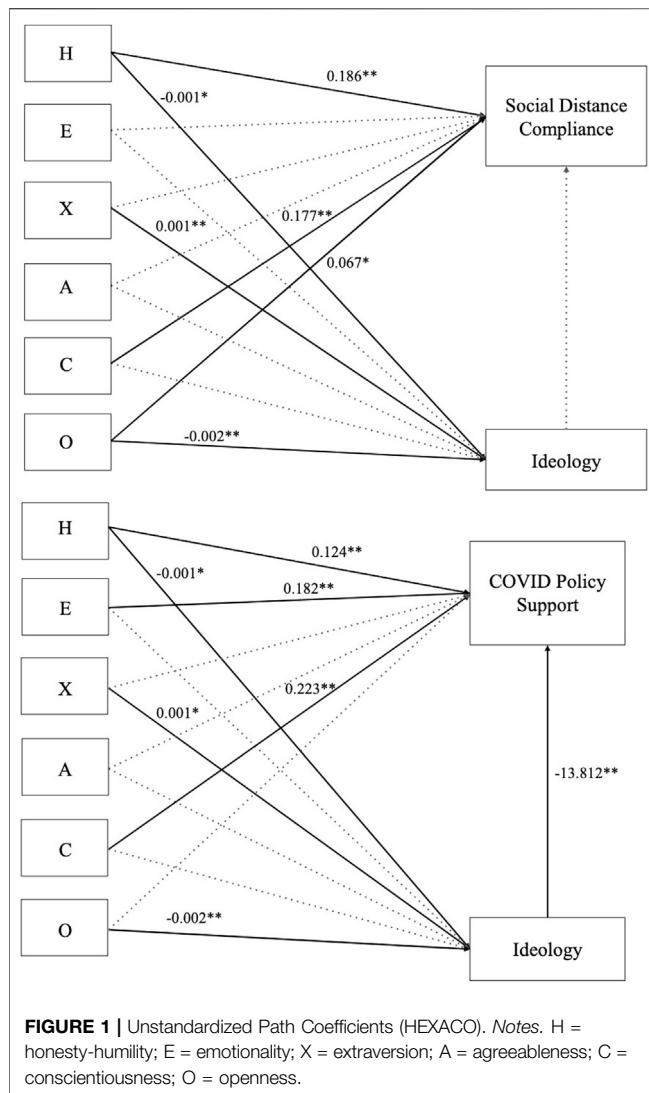 H
0.186**
-0.001*
Social Distance
Compliance
E
X
0.177**
0.001**
0.067*
A
C
O
-0.002**
Ideology
H
0.124**
-0.001*
COVID Policy
Support
E
0.182**
X
0.223**
0.001*
A
-13.812**
C
O
-0.002**
Ideology
FIGURE 1 | Unstandardized Path Coefficients (HEXACO). Notes. H =
honesty-humility; E = emotionality; X = extraversion; A = agreeableness; C =
conscientiousness; O = openness.